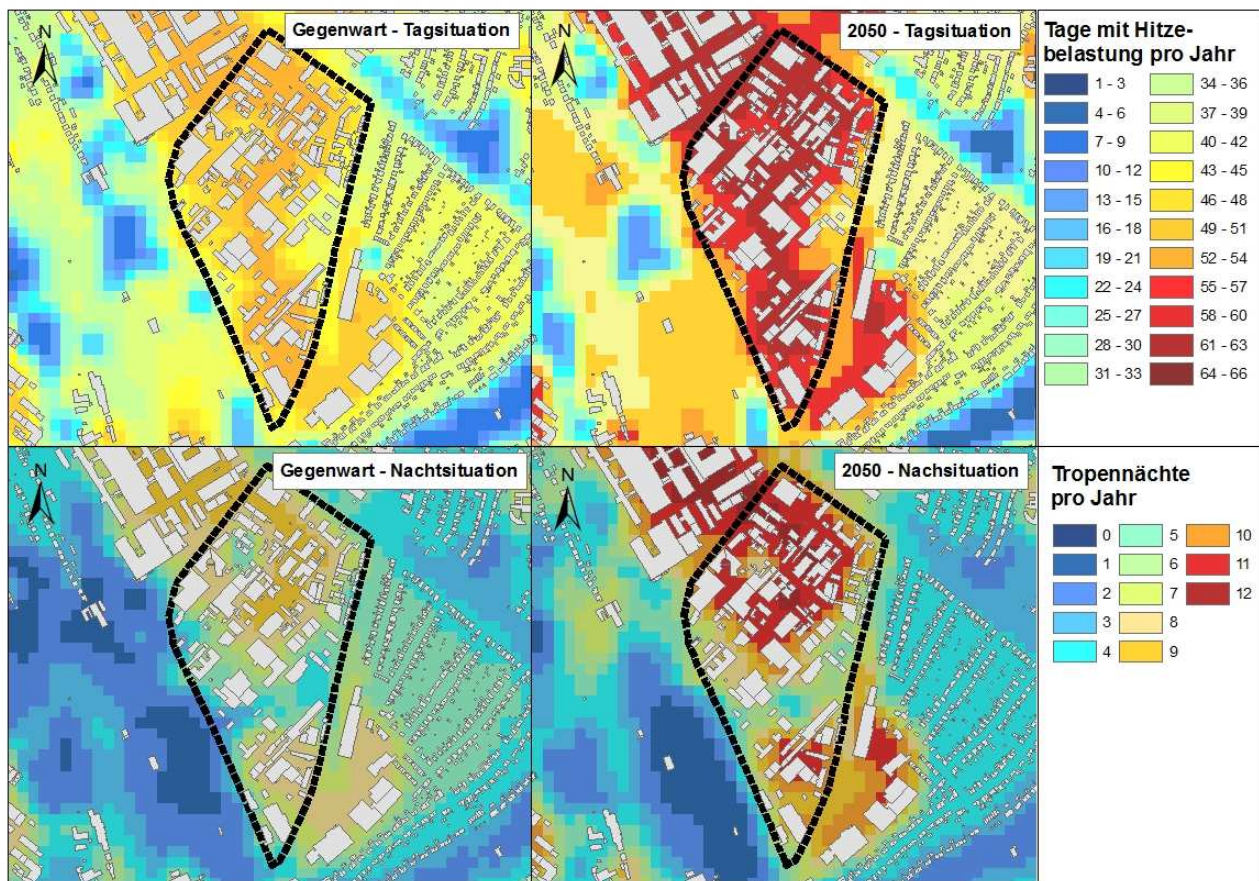 Gegenwart - Tagsituation
N
2050 - Tagsituation
N
Tage mit Hitze-
belastung pro Jahr
1 - 3
4 - 6
7 - 9
10 - 12
13 - 15
16 - 18
19 - 21
22 - 24
25 - 27
28 - 30
31 - 33
34 - 36
37 - 39
40 - 42
43 - 45
46 - 48
49 - 51
52 - 54
55 - 57
58 - 60
61 - 63
64 - 66
Gegenwart - Nachtsituation
N
2050 - Nachsituation
N
Tropennächte
pro Jahr
0
1
2
3
4
5
6
7
8
9
10
11
12